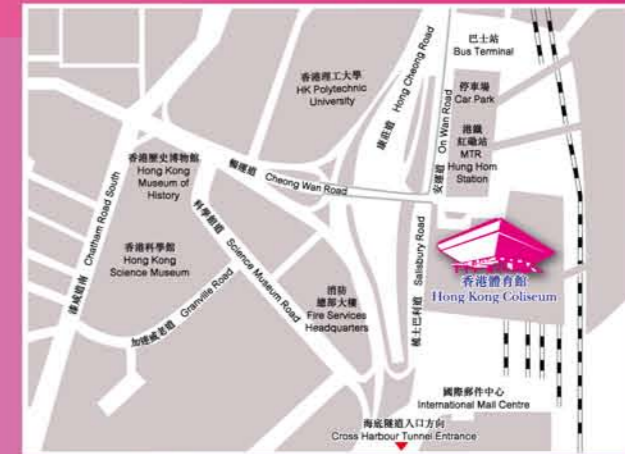 巴士站
Bus Terminal
香港理工大學
HK Polytechnic
University
康莊道 Hong Cheong Road
停車場
Car Park
安運道 On Wan Road
港鐵
紅磡站
MTR
Hung Hom
Station
香港歷史博物館
Hong Kong
Museum of
History
暢運道 Cheong Wan Road
漆咸道南 Chatham Road South
科學館道 Science Museum Road
香港科學館
Hong Kong
Science Museum
加連威老道 Granville Road
消防
總部大樓
Fire Services
Headquarters
梳士巴利道 Salisbury Road
香港體育館
Hong Kong Coliseum
國際郵件中心
International Mail Centre
海底隧道入口方向
Cross Harbour Tunnel Entrance